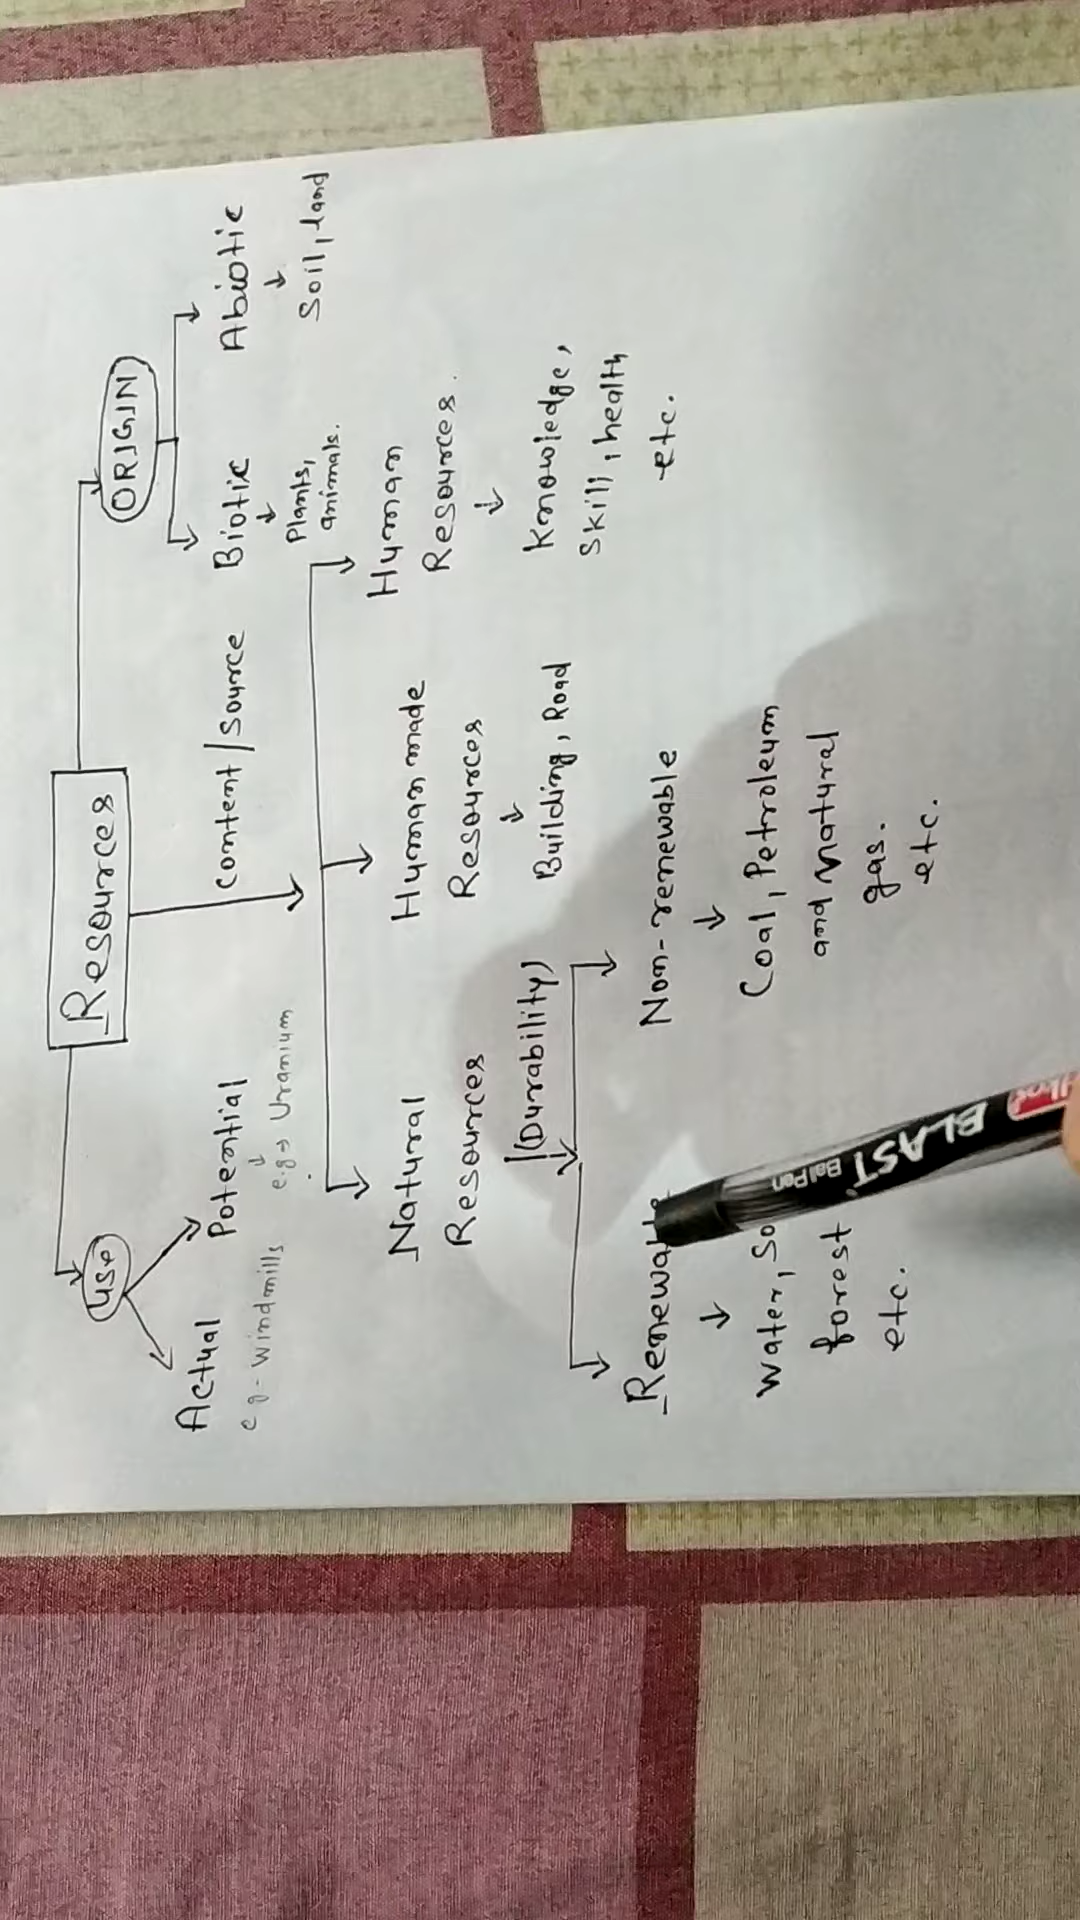 Resources
Use
Content/Source
ORIGIN
Actual
e.g - Windmills
Potential
e.g → Uranium
Biotic
Plants,
animals.
Abiotic
Soil, land
Natural
Resources
Human made
Resources
Building, Road
Human
Resources.
Knowledge,
Skill, health
etc.
(Durability)
Non-renewable
Coal, Petroleum
and natural
gas.
etc.
Water,
forest
etc.
BLAST
Ball Pen